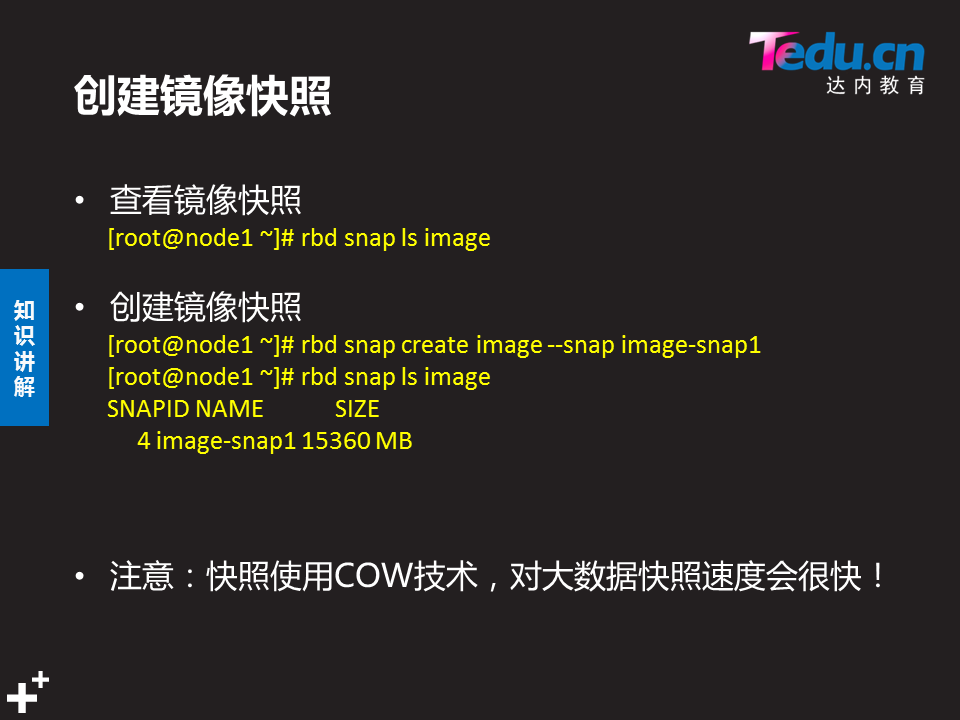 Tedu.cn
达内教育
创建镜像快照
• 查看镜像快照
[root@node1 ~]# rbd snap ls image
知识讲解
• 创建镜像快照
[root@node1 ~]# rbd snap create image --snap image-snap1
[root@node1 ~]# rbd snap ls image
SNAPID NAME SIZE
4 image-snap1 15360 MB
• 注意：快照使用COW技术，对大数据快照速度会很快！